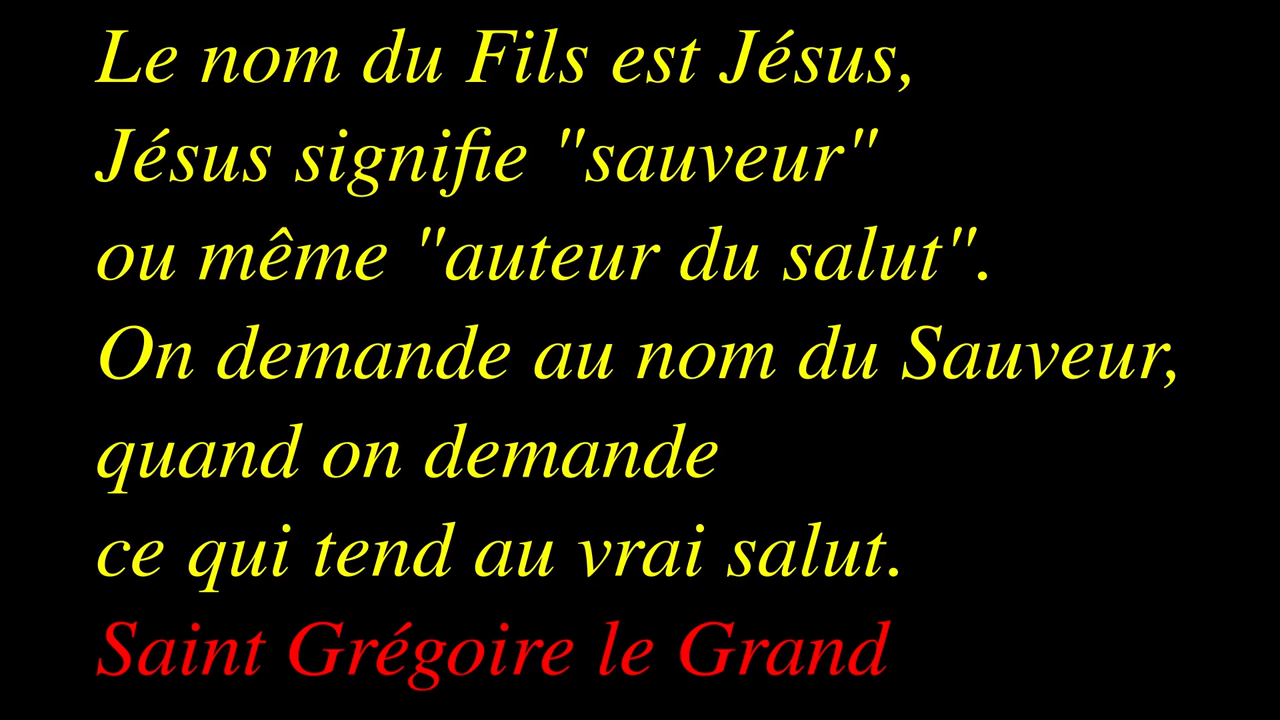 Le nom du Fils est Jésus,
Jésus signifie "sauveur"
ou même "auteur du salut".
On demande au nom du Sauveur,
quand on demande
ce qui tend au vrai salut.
Saint Grégoire le Grand